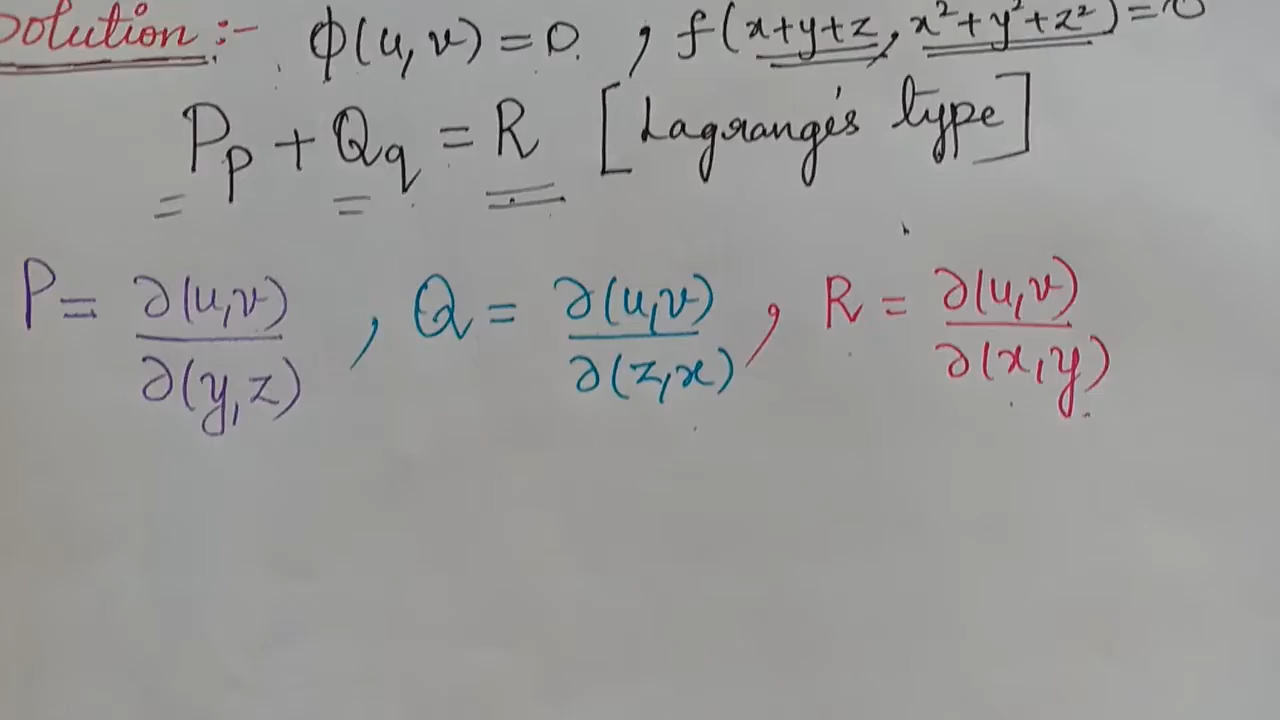 Solution :- ϕ(u,v)=0 , f(x+y+z, x²+y²+z²)=0
Pp + Qq = R [Lagrange's type]
P = ∂(u,v)/∂(y,z) , Q = ∂(u,v)/∂(z,x) , R = ∂(u,v)/∂(x,y)